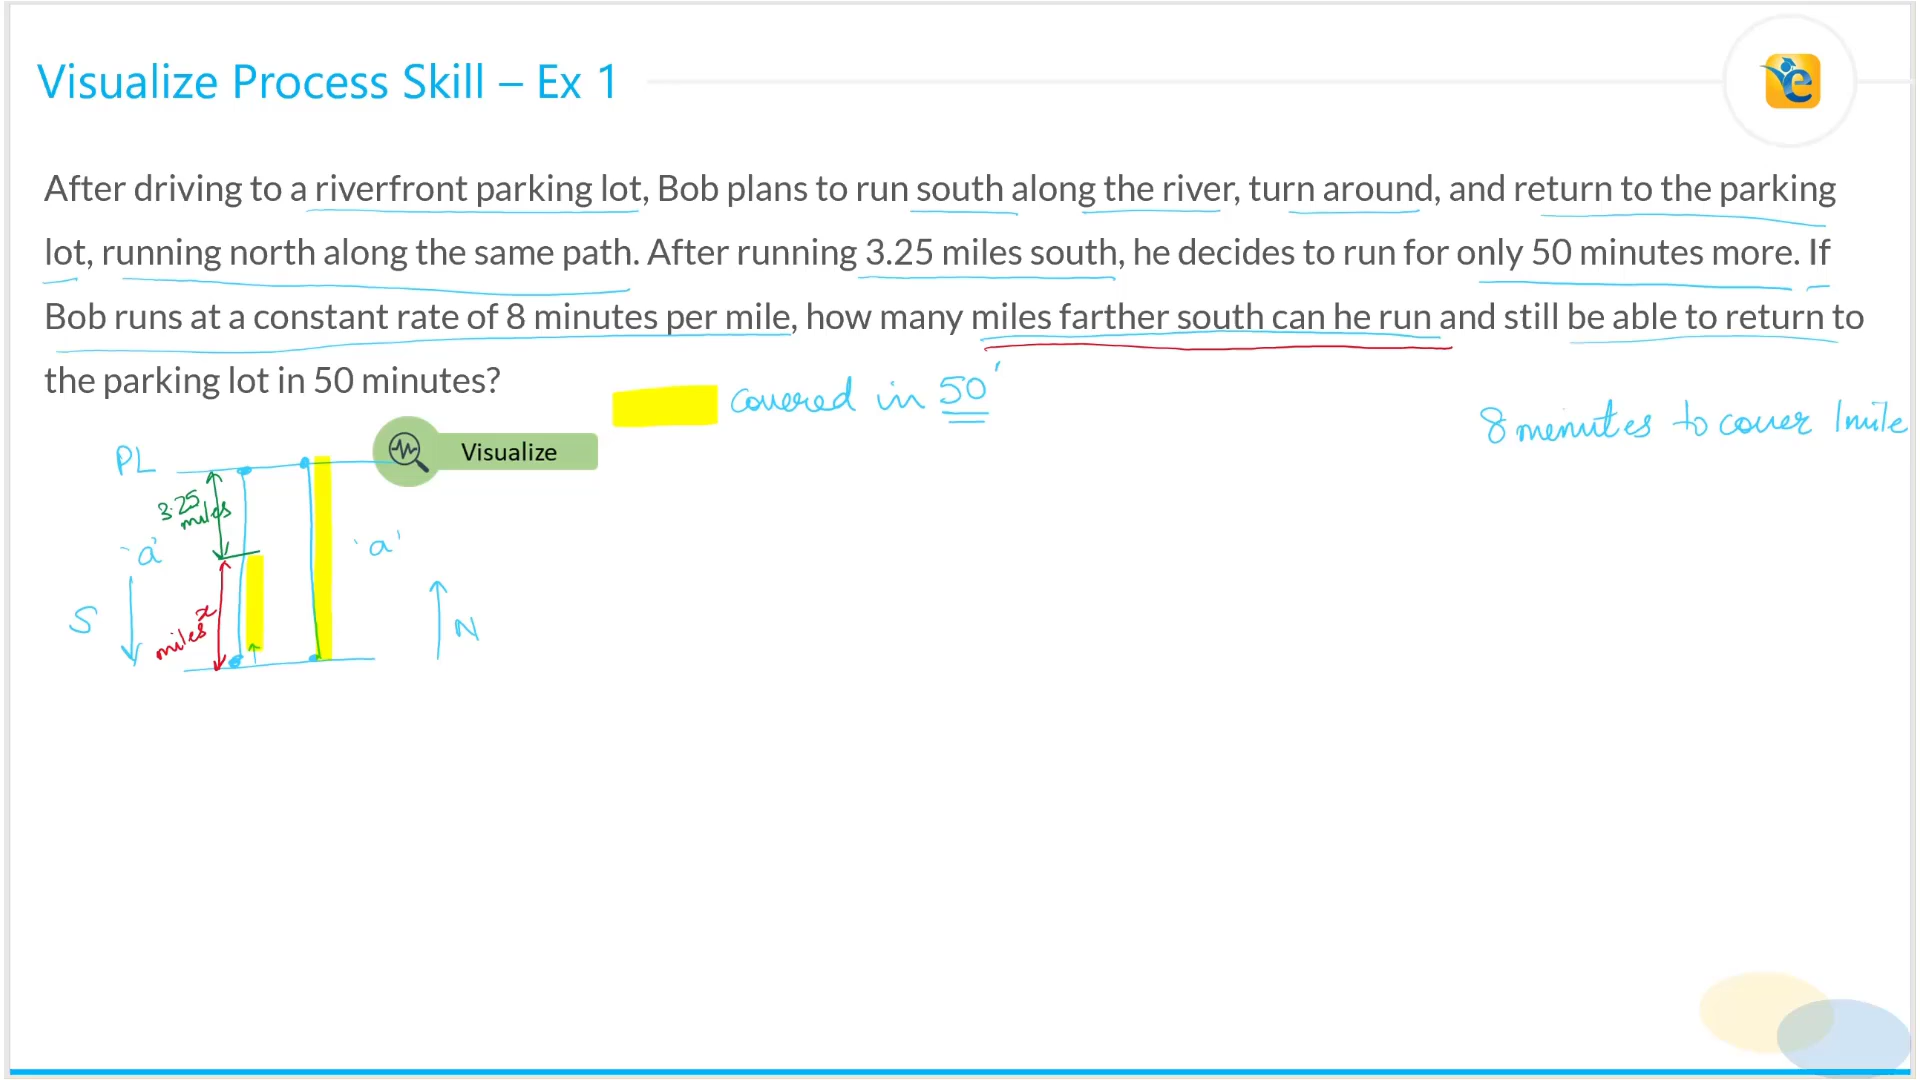 Visualize Process Skill – Ex 1
After driving to a riverfront parking lot, Bob plans to run south along the river, turn around, and return to the parking
lot, running north along the same path. After running 3.25 miles south, he decides to run for only 50 minutes more. If
Bob runs at a constant rate of 8 minutes per mile, how many miles farther south can he run and still be able to return to
the parking lot in 50 minutes?
covered in 50'
8 minutes to cover 1 mile
PL
Visualize
3.25
miles
'a'
'a'
S
x
miles
N